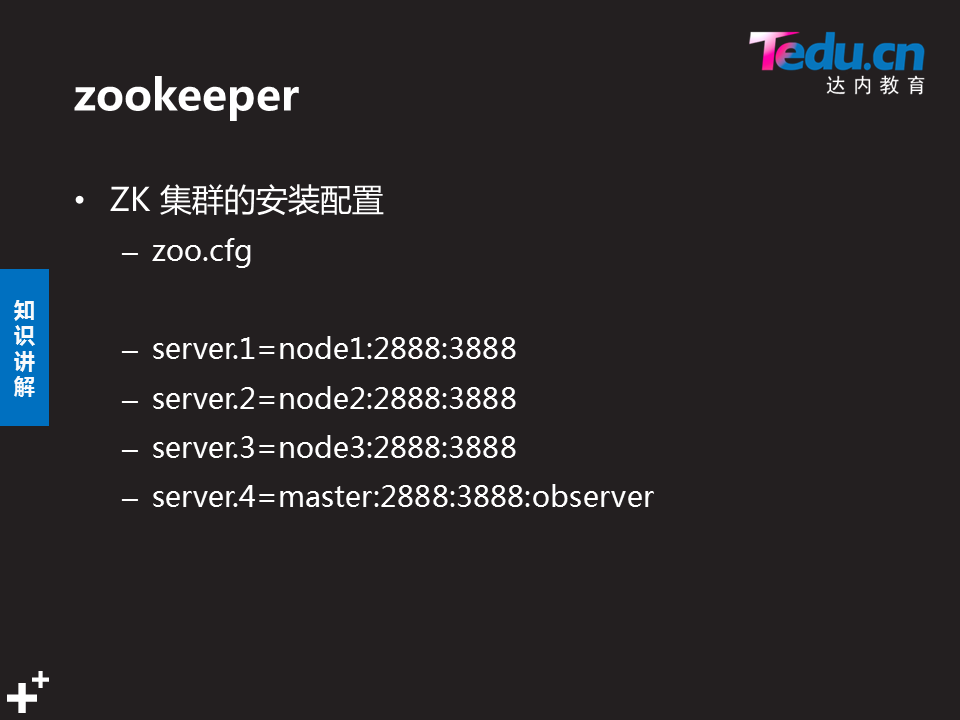 Tedu.cn
达内教育
zookeeper
• ZK 集群的安装配置
– zoo.cfg
– server.1=node1:2888:3888
– server.2=node2:2888:3888
– server.3=node3:2888:3888
– server.4=master:2888:3888:observer
知识讲解